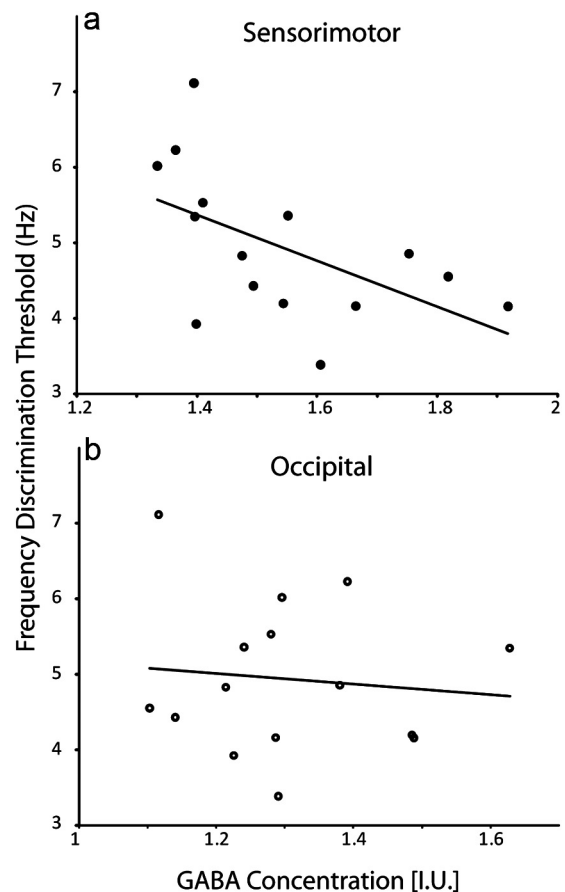 a
Sensorimotor
7
6
5
4
3
1.2 1.4 1.6 1.8 2
Frequency Discrimination Threshold (Hz)
b
Occipital
7
6
5
4
3
1 1.2 1.4 1.6
GABA Concentration [I.U.]